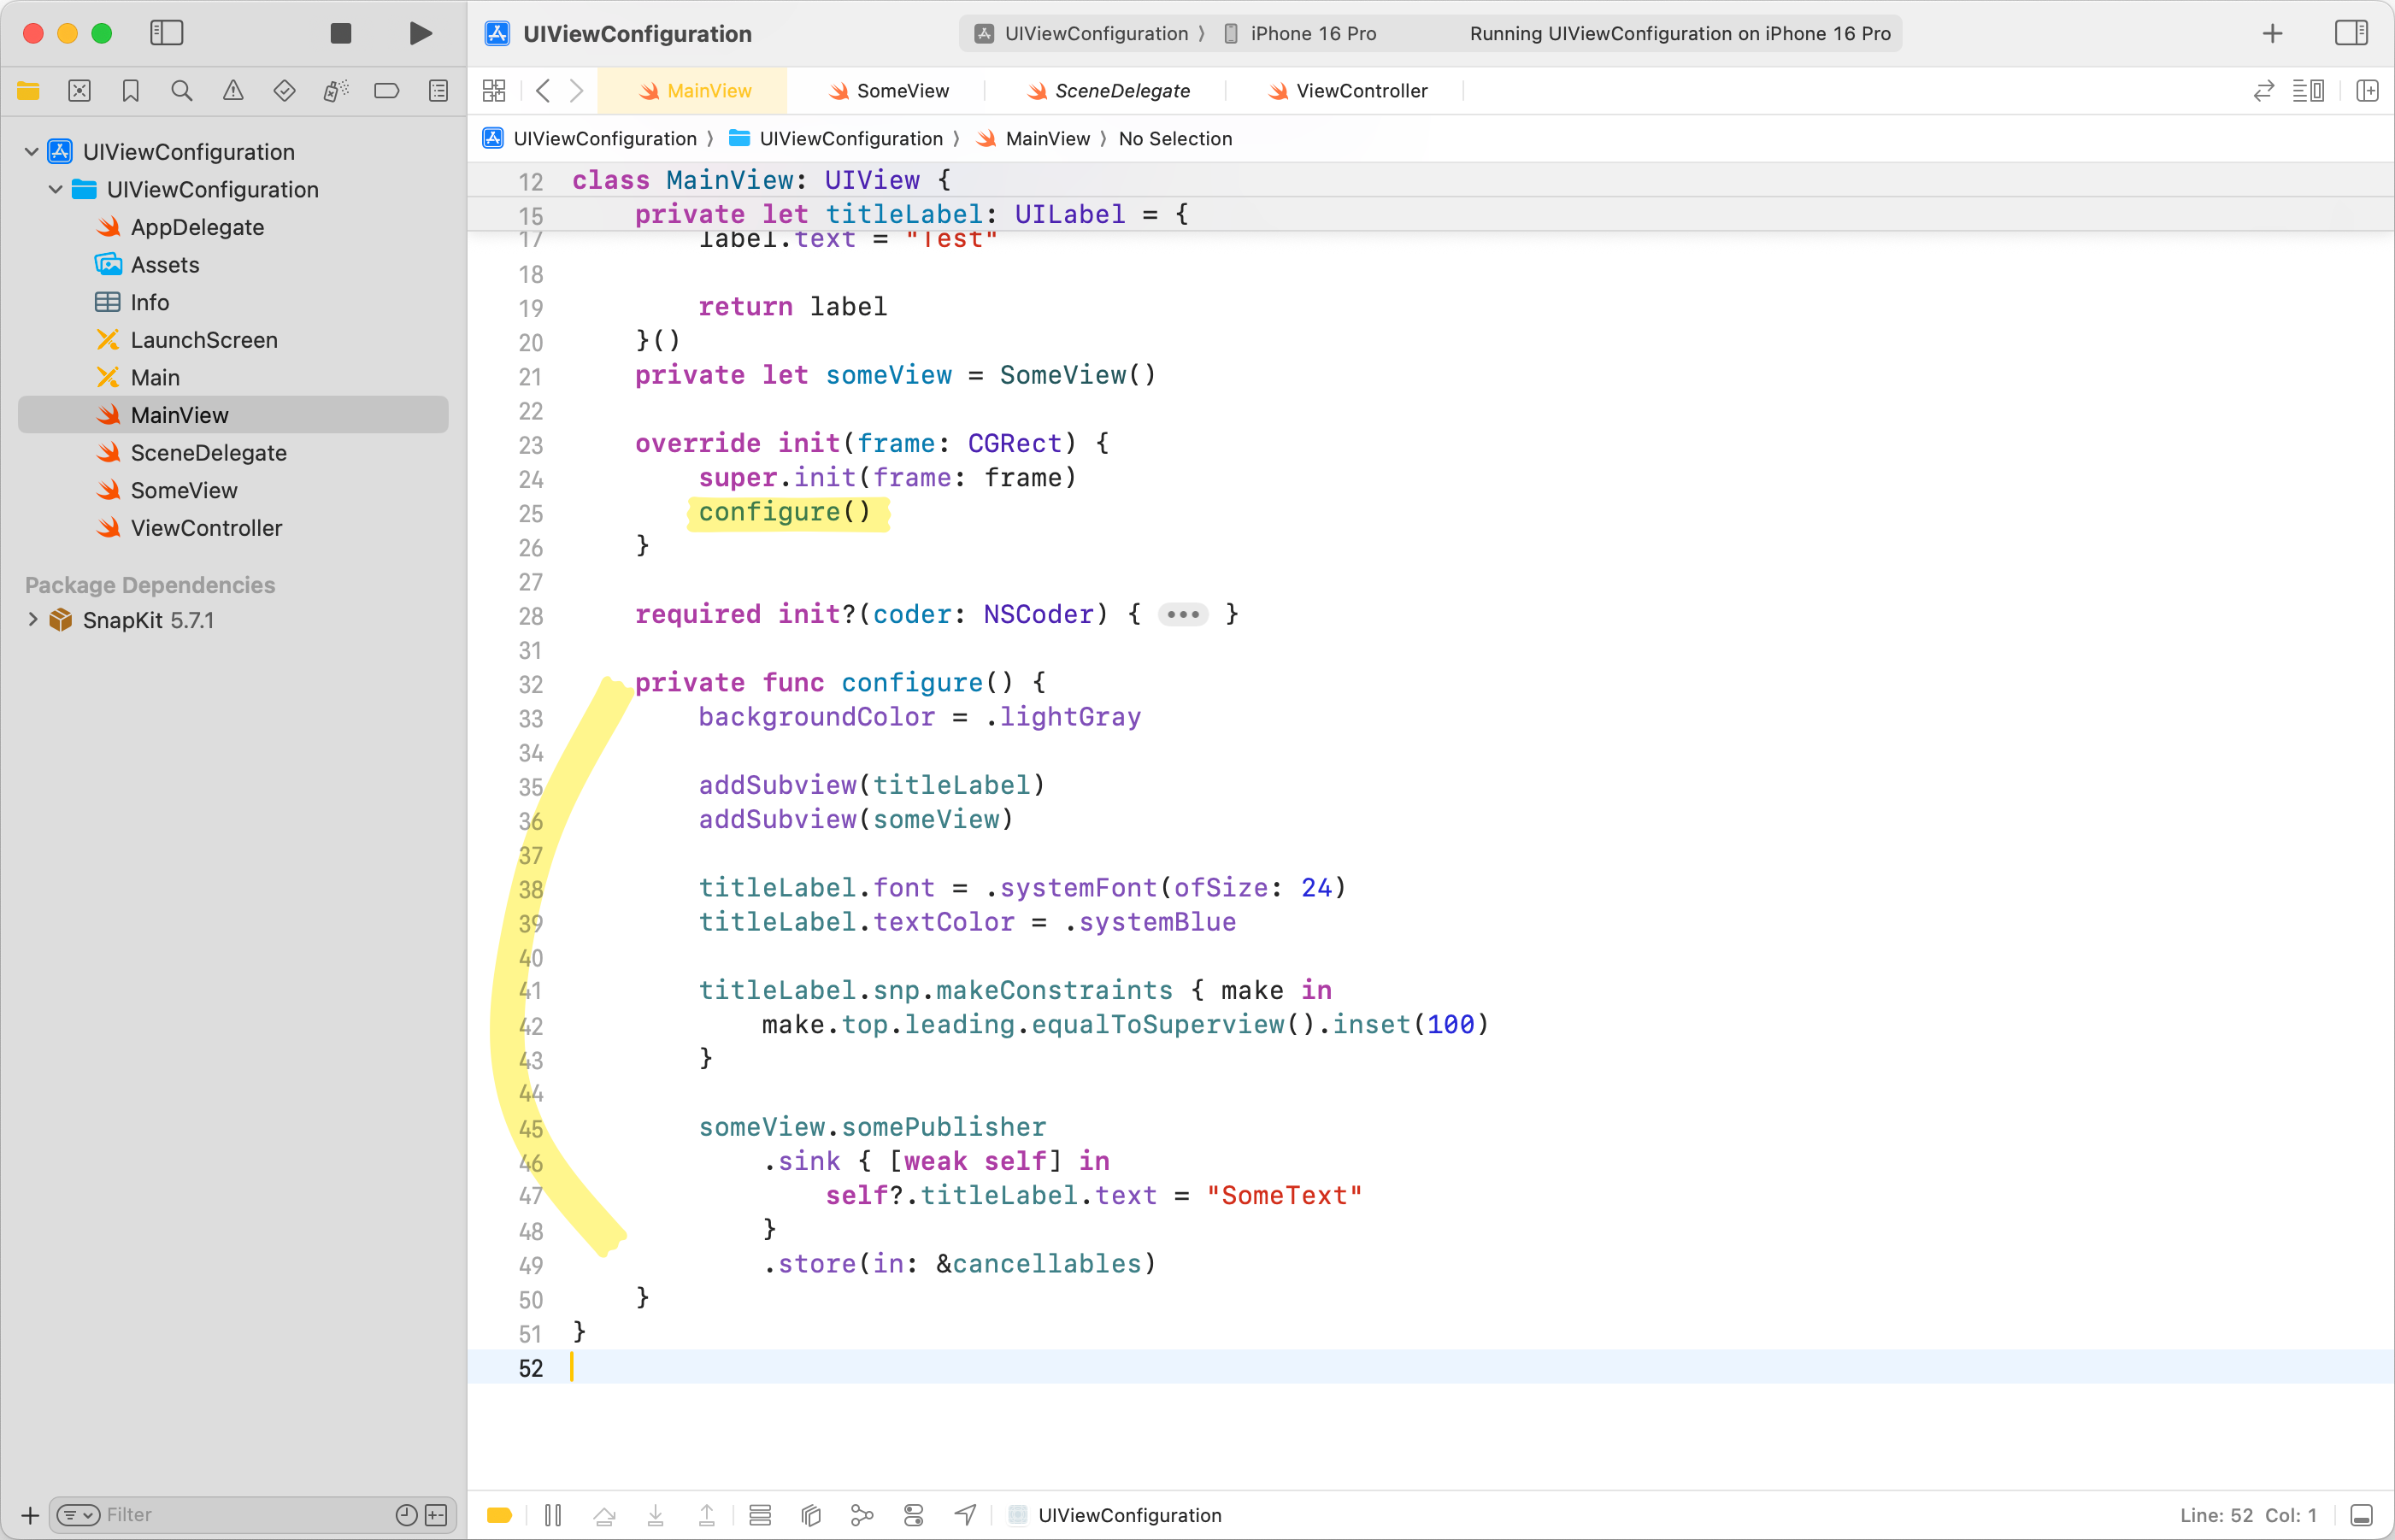 UIViewConfiguration
UIViewConfiguration 〉 iPhone 16 Pro
Running UIViewConfiguration on iPhone 16 Pro
MainView
SomeView
SceneDelegate
ViewController
UIViewConfiguration 〉 UIViewConfiguration 〉 MainView 〉 No Selection
UIViewConfiguration
UIViewConfiguration
AppDelegate
Assets
Info
LaunchScreen
Main
MainView
SceneDelegate
SomeView
ViewController
Package Dependencies
SnapKit 5.7.1
Filter
12 class MainView: UIView {
15     private let titleLabel: UILabel = {
17         label.text = "Test"
18
19         return label
20     }()
21     private let someView = SomeView()
22
23     override init(frame: CGRect) {
24         super.init(frame: frame)
25         configure()
26     }
27
28     required init?(coder: NSCoder) { ••• }
31
32     private func configure() {
33         backgroundColor = .lightGray
34
35         addSubview(titleLabel)
36         addSubview(someView)
37
38         titleLabel.font = .systemFont(ofSize: 24)
39         titleLabel.textColor = .systemBlue
40
41         titleLabel.snp.makeConstraints { make in
42             make.top.leading.equalToSuperview().inset(100)
43         }
44
45         someView.somePublisher
46             .sink { [weak self] in
47                 self?.titleLabel.text = "SomeText"
48             }
49             .store(in: &cancellables)
50     }
51 }
52
UIViewConfiguration
Line: 52 Col: 1